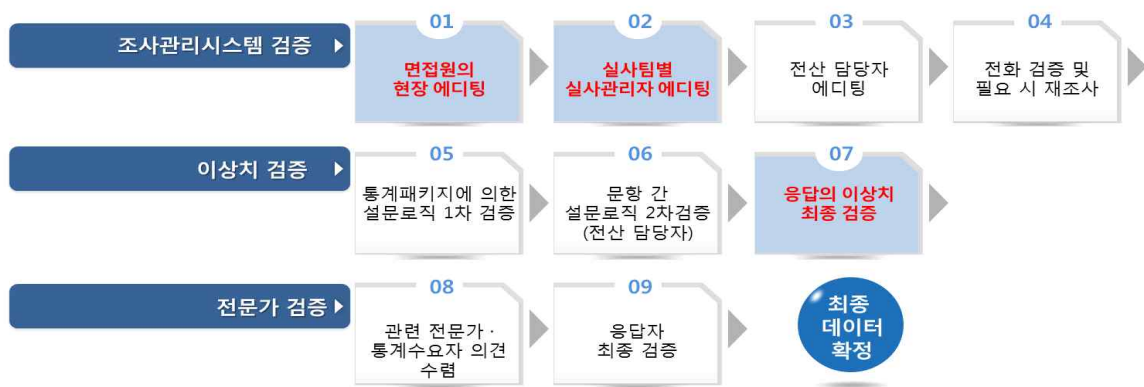 조사관리시스템 검증
01
면접원의
현장 에디팅
02
실사팀별
실사관리자 에디팅
03
전산 담당자
에디팅
04
전화 검증 및
필요 시 재조사
이상치 검증
05
통계패키지에 의한
설문로직 1차 검증
06
문항 간
설문로직 2차검증
(전산 담당자)
07
응답의 이상치
최종 검증
전문가 검증
08
관련 전문가 ·
통계수요자 의견
수렴
09
응답자
최종 검증
최종
데이터
확정